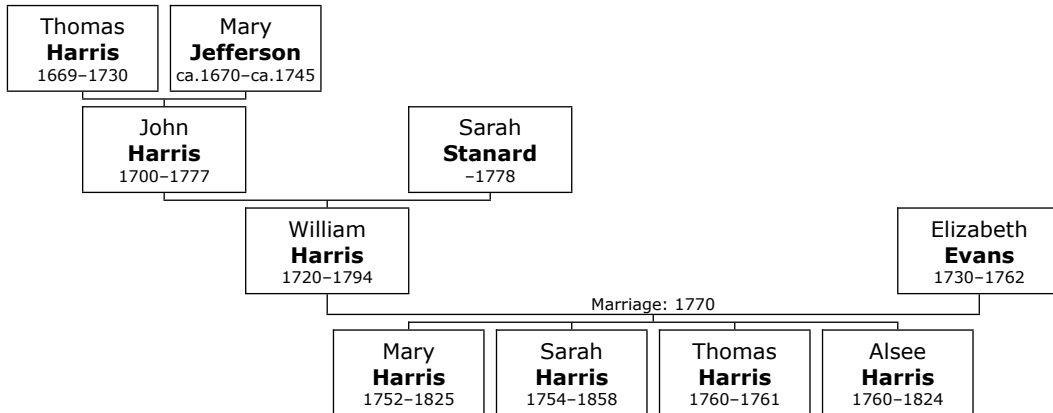 Thomas
Harris
1669–1730
Mary
Jefferson
ca.1670–ca.1745
John
Harris
1700–1777
Sarah
Stanard
–1778
William
Harris
1720–1794
Elizabeth
Evans
1730–1762
Marriage: 1770
Mary
Harris
1752–1825
Sarah
Harris
1754–1858
Thomas
Harris
1760–1761
Alsee
Harris
1760–1824